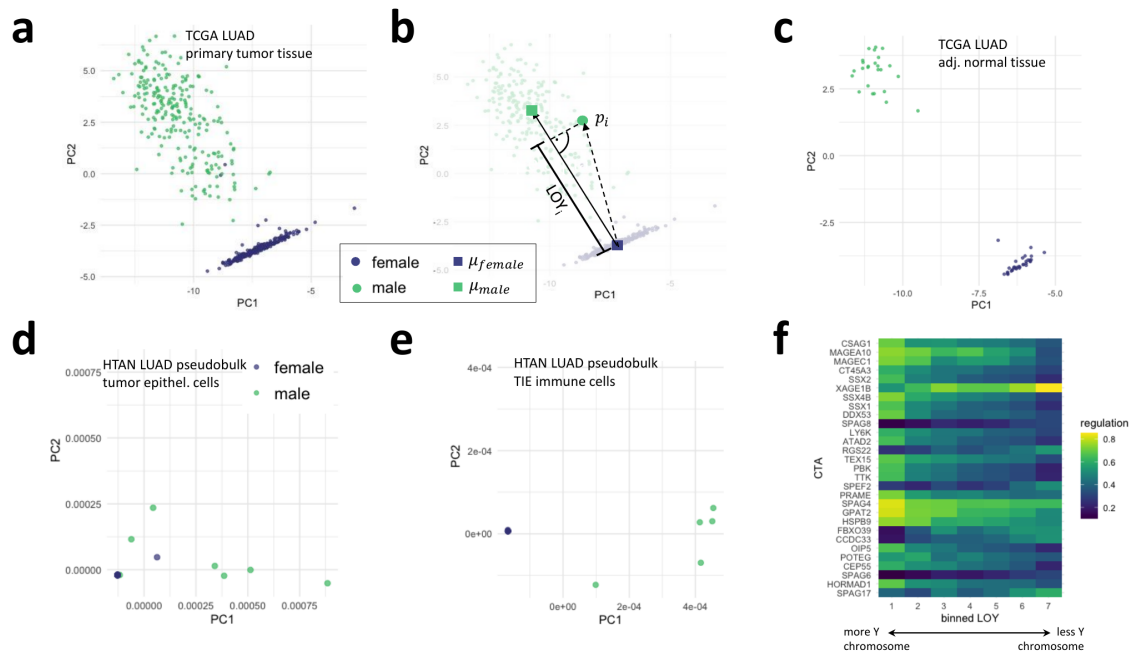 a
TCGA LUAD
primary tumor tissue
5.0
2.5
0.0
-2.5
-5.0
PC2
-10
-5
PC1
b
5.0
2.5
0.0
-2.5
-5.0
PC2
-10
-5
PC1
p_i
LOY_i
female
male
μ_female
μ_male
c
TCGA LUAD
adj. normal tissue
2.5
0.0
-2.5
PC2
-10.0
-7.5
-5.0
PC1
d
HTAN LUAD pseudobulk
tumor epithel. cells
female
male
0.00075
0.00050
0.00025
0.00000
PC2
0.00000
0.00025
0.00050
0.00075
PC1
e
HTAN LUAD pseudobulk
TIE immune cells
4e-04
2e-04
0e+00
PC2
0e+00
2e-04
4e-04
PC1
f
CSAG1
MAGEA10
MAGEC1
CT45A3
SSX2
XAGE1B
SSX4B
SSX1
DDX53
SPAG8
LY6K
ATAD2
RGS22
TEX15
PBK
TTK
SPEF2
PRAME
SPAG4
GPAT2
HSPB9
FBXO39
CCDC33
OIP5
POTEG
CEP55
SPAG6
HORMAD1
SPAG17
CTA
1 2 3 4 5 6 7
binned LOY
regulation
0.8
0.6
0.4
0.2
more Y
chromosome
less Y
chromosome